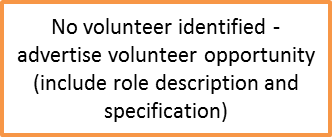 No volunteer identified -
advertise volunteer opportunity
(include role description and
specification)